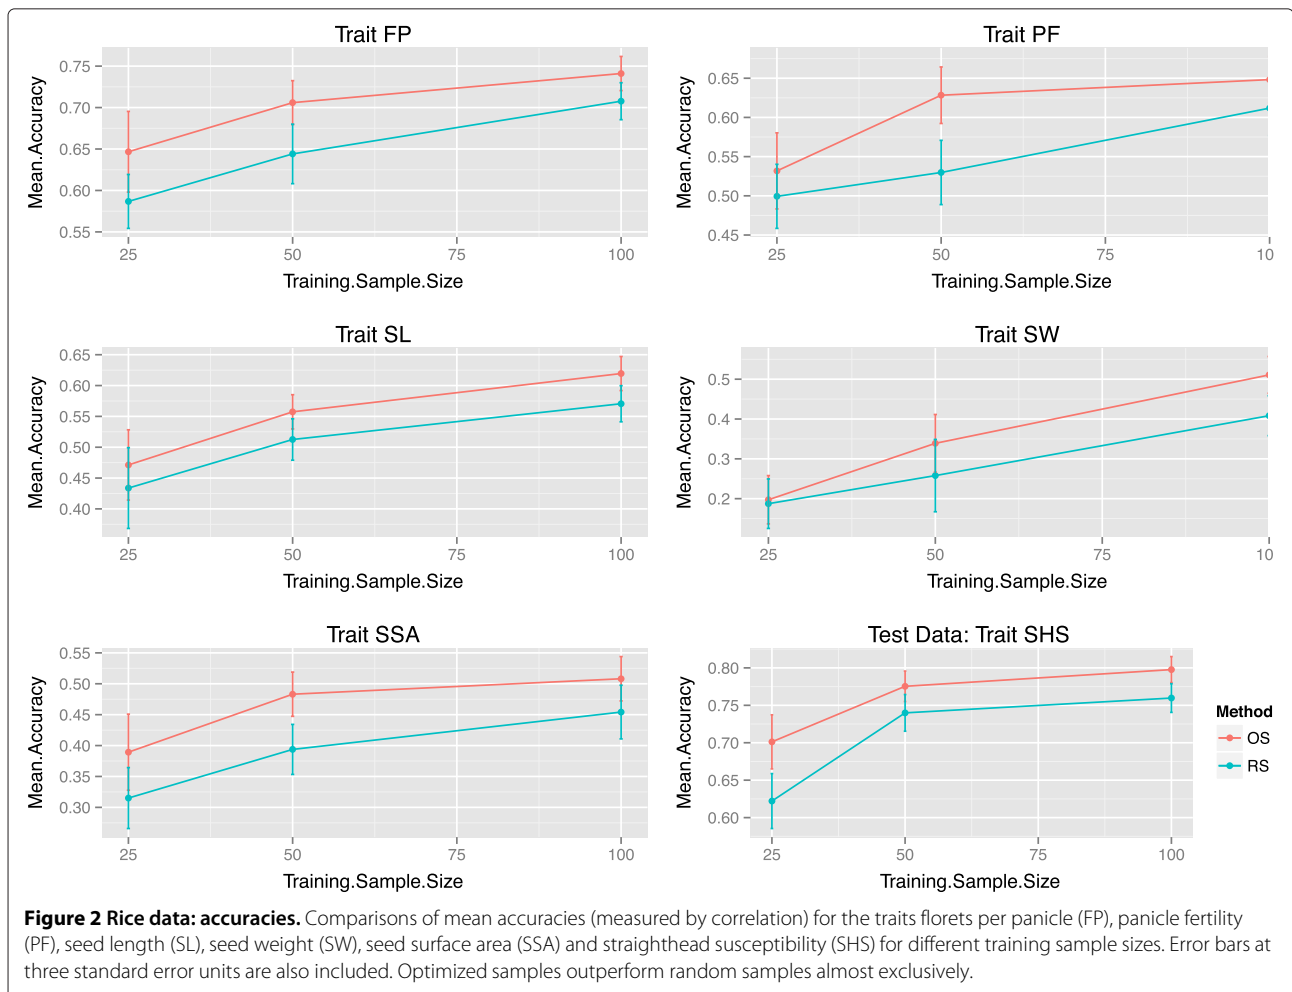 Trait FP
Mean.Accuracy
0.75
0.70
0.65
0.60
0.55
25 50 75 100
Training.Sample.Size
Trait PF
Mean.Accuracy
0.65
0.60
0.55
0.50
0.45
25 50 75 10
Training.Sample.Size
Trait SL
Mean.Accuracy
0.65
0.60
0.55
0.50
0.45
0.40
25 50 75 100
Training.Sample.Size
Trait SW
Mean.Accuracy
0.5
0.4
0.3
0.2
25 50 75 10
Training.Sample.Size
Trait SSA
Mean.Accuracy
0.55
0.50
0.45
0.40
0.35
0.30
25 50 75 100
Training.Sample.Size
Test Data: Trait SHS
Mean.Accuracy
0.80
0.75
0.70
0.65
0.60
25 50 75 100
Training.Sample.Size
Method
OS
RS
Figure 2 Rice data: accuracies. Comparisons of mean accuracies (measured by correlation) for the traits florets per panicle (FP), panicle fertility
(PF), seed length (SL), seed weight (SW), seed surface area (SSA) and straighthead susceptibility (SHS) for different training sample sizes. Error bars at
three standard error units are also included. Optimized samples outperform random samples almost exclusively.